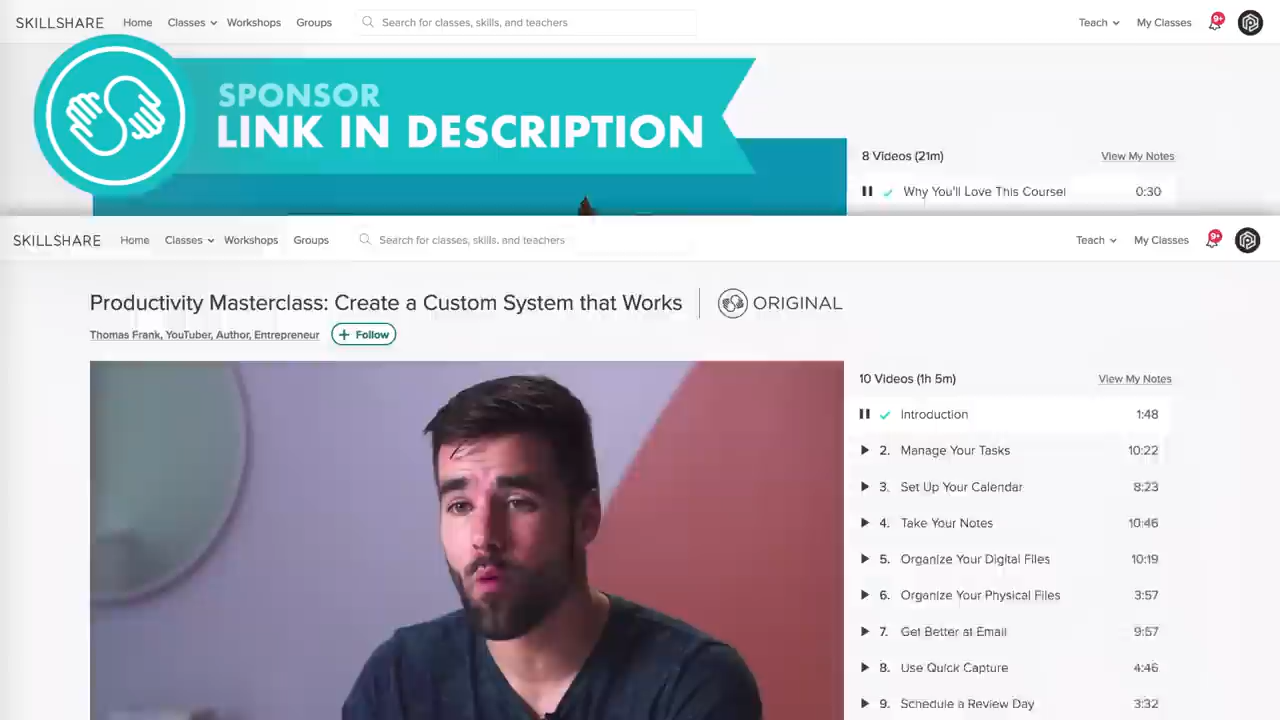 SKILLSHARE Home Classes Workshops Groups Search for classes, skills, and teachers Teach My Classes 9+
SPONSOR
LINK IN DESCRIPTION
8 Videos (21m) View My Notes
Why You'll Love This Course! 0:30
SKILLSHARE Home Classes Workshops Groups Search for classes, skills, and teachers Teach My Classes 9+
Productivity Masterclass: Create a Custom System that Works ORIGINAL
Thomas Frank, YouTuber, Author, Entrepreneur + Follow
10 Videos (1h 5m) View My Notes
Introduction 1:48
2. Manage Your Tasks 10:22
3. Set Up Your Calendar 8:23
4. Take Your Notes 10:46
5. Organize Your Digital Files 10:19
6. Organize Your Physical Files 3:57
7. Get Better at Email 9:57
8. Use Quick Capture 4:46
9. Schedule a Review Day 3:32